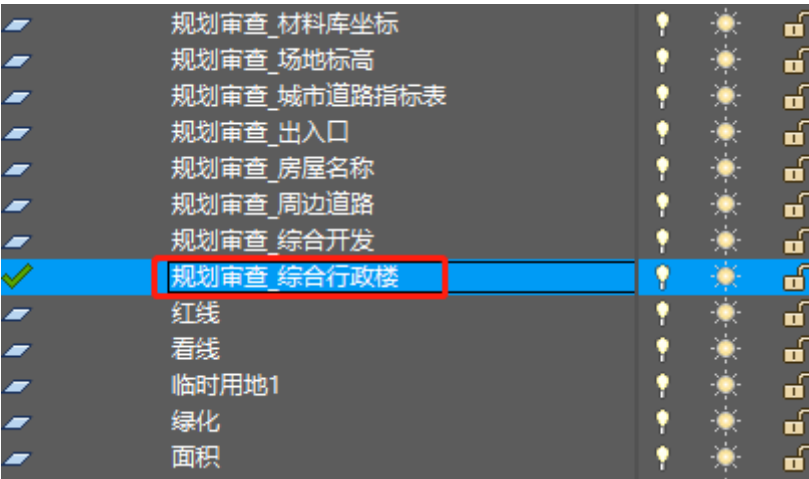 规划审查_材料库坐标
规划审查_场地标高
规划审查_城市道路指标表
规划审查_出入口
规划审查_房屋名称
规划审查_周边道路
规划审查_综合开发
规划审查_综合行政楼
红线
看线
临时用地1
绿化
面积